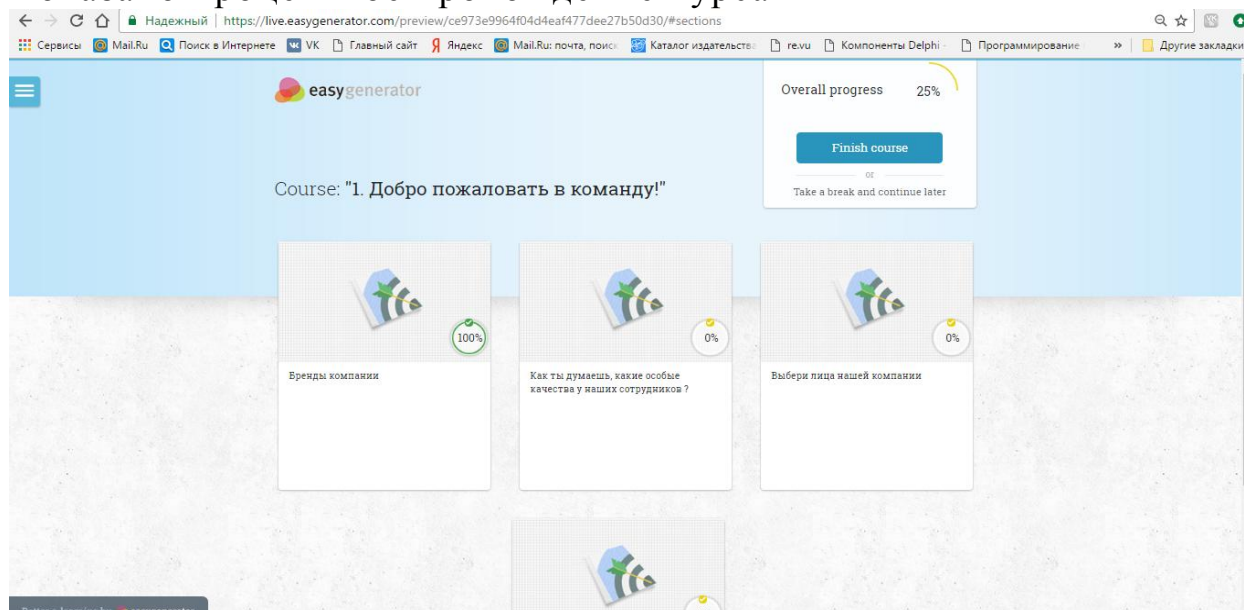 Надежный | https://live.easygenerator.com/preview/ce973e9964f04d4eaf477dee27b50d30/#sections
Сервисы Mail.Ru Поиск в Интернете VK Главный сайт Яндекс Mail.Ru: почта, поиск Каталог издательства re.vu Компоненты Delphi - Программирование » Другие закладки
easygenerator
Overall progress 25%
Finish course
or
Take a break and continue later
Course: "1. Добро пожаловать в команду!"
100%
0%
0%
Бренды компании
Как ты думаешь, какие особые
качества у наших сотрудников ?
Выбери лица нашей компании